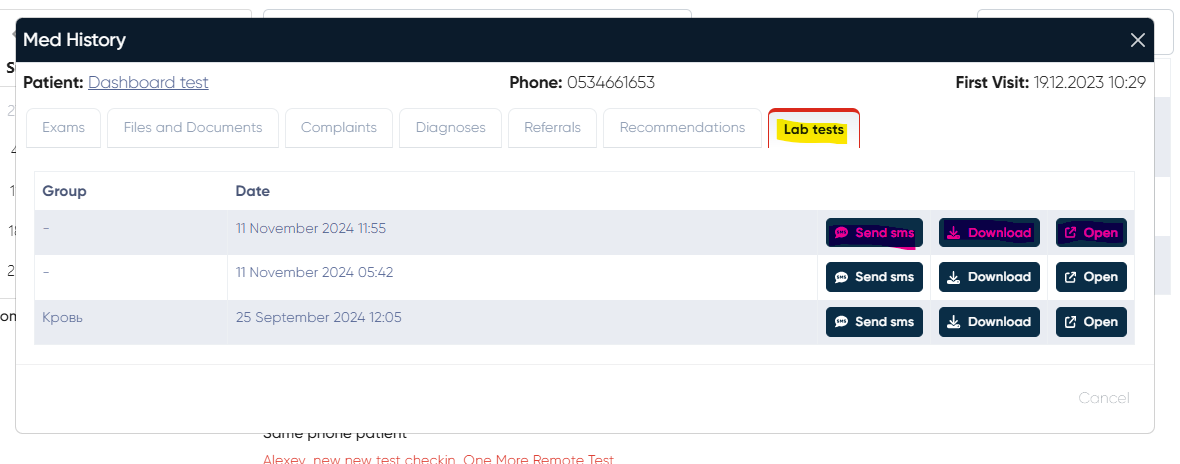 Med History
Patient: Dashboard test Phone: 0534661653 First Visit: 19.12.2023 10:29
Exams Files and Documents Complaints Diagnoses Referrals Recommendations Lab tests
Group Date
- 11 November 2024 11:55 Send sms Download Open
- 11 November 2024 05:42 Send sms Download Open
Кровь 25 September 2024 12:05 Send sms Download Open
Cancel
Same phone patient
Alexey, new new test checkin, One More Remote Test